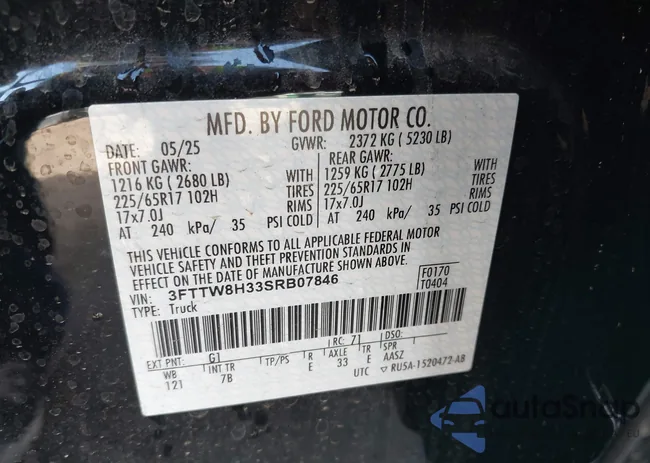 MFD. BY FORD MOTOR CO.
DATE: 05/25 GVWR: 2372 KG ( 5230 LB)
FRONT GAWR: REAR GAWR:
1216 KG ( 2680 LB) WITH 1259 KG ( 2775 LB) WITH
225/65R17 102H TIRES 225/65R17 102H TIRES
17x7.0J RIMS 17x7.0J RIMS
AT 240 kPa/ 35 PSI COLD AT 240 kPa/ 35 PSI COLD
THIS VEHICLE CONFORMS TO ALL APPLICABLE FEDERAL MOTOR
VEHICLE SAFETY AND THEFT PREVENTION STANDARDS IN
EFFECT ON THE DATE OF MANUFACTURE SHOWN ABOVE.
VIN: 3FTTW8H33SRB07846 F0170
TYPE: Truck T0404
EXT PNT: G1 RC: 71
WB INT TR TP/PS R AXLE TR SPR
121 7B E 33 E AASZ
UTC RU5A-1520472-AB
autoSnap